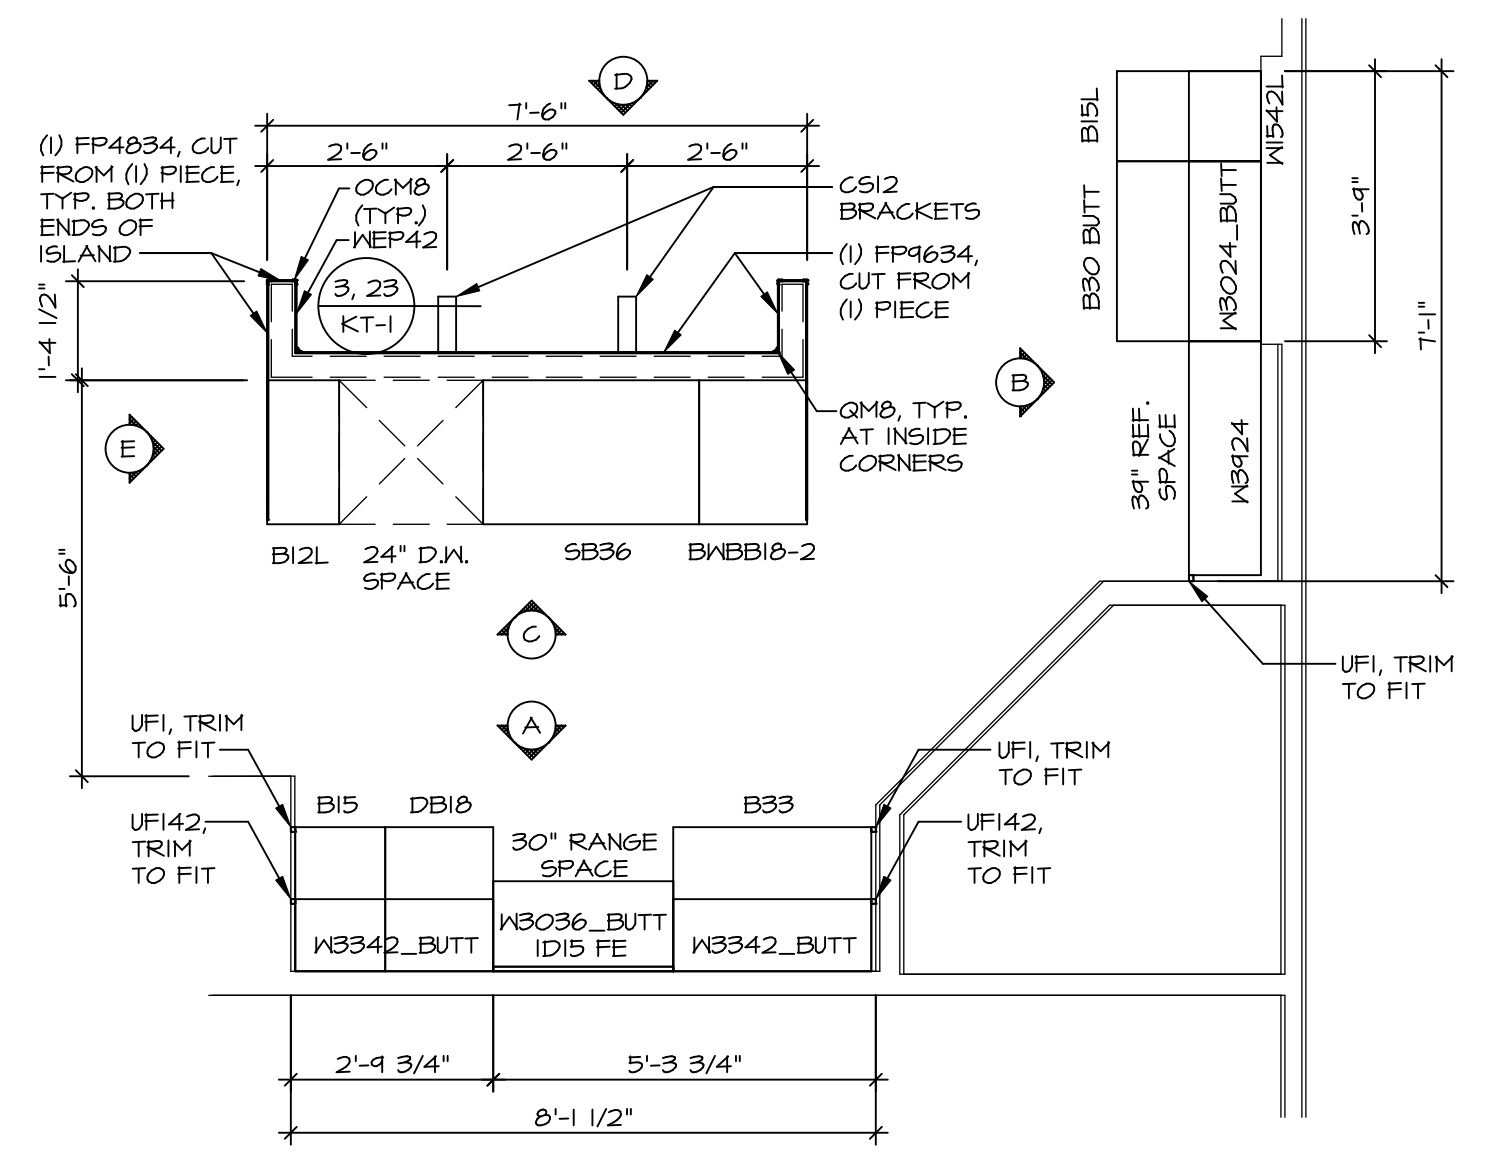 D
7'-6"
2'-6"
2'-6"
2'-6"
(1) FP4834, CUT
FROM (1) PIECE,
TYP. BOTH
ENDS OF
ISLAND
OCM8
(TYP.)
WEP42
3, 23
KT-1
CS12
BRACKETS
(1) FP9634,
CUT FROM
(1) PIECE
1'-4 1/2"
5'-6"
E
QM8, TYP.
AT INSIDE
CORNERS
B12L
24" D.W.
SPACE
SB36
BWBB18-2
B15L
W1542L
B30 BUTT
W3024_BUTT
3'-9"
7'-1"
B
39" REF.
SPACE
W3924
C
A
UF1, TRIM
TO FIT
UF1, TRIM
TO FIT
UF142,
TRIM
TO FIT
B15
DB18
B33
30" RANGE
SPACE
W3342_BUTT
W3036_BUTT
1D15 FE
W3342_BUTT
UF1, TRIM
TO FIT
UF142,
TRIM
TO FIT
2'-9 3/4"
5'-3 3/4"
8'-1 1/2"